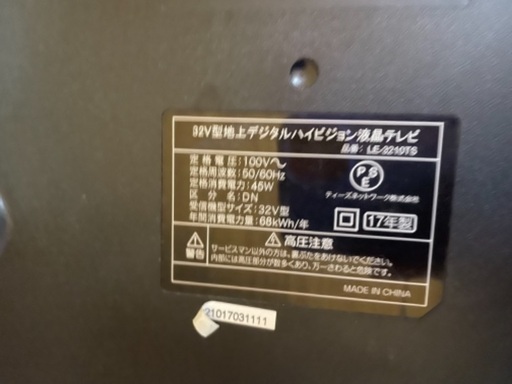 32V型地上デジタルハイビジョン液晶テレビ
品番: LE-3210TS
定格電圧:100V～
定格周波数:50/60Hz
定格消費電力:45W
区分名:DN
受信機型サイズ:32V型
年間消費電力量:68kWh/年
PSE
ティーズネットワーク株式会社
17年製
警告
高圧注意
サービスマン以外の方は、裏ぶたをあけないでください。
内部には高圧部分が数多くあり、万一さわると危険です。
MADE IN CHINA
21017031111